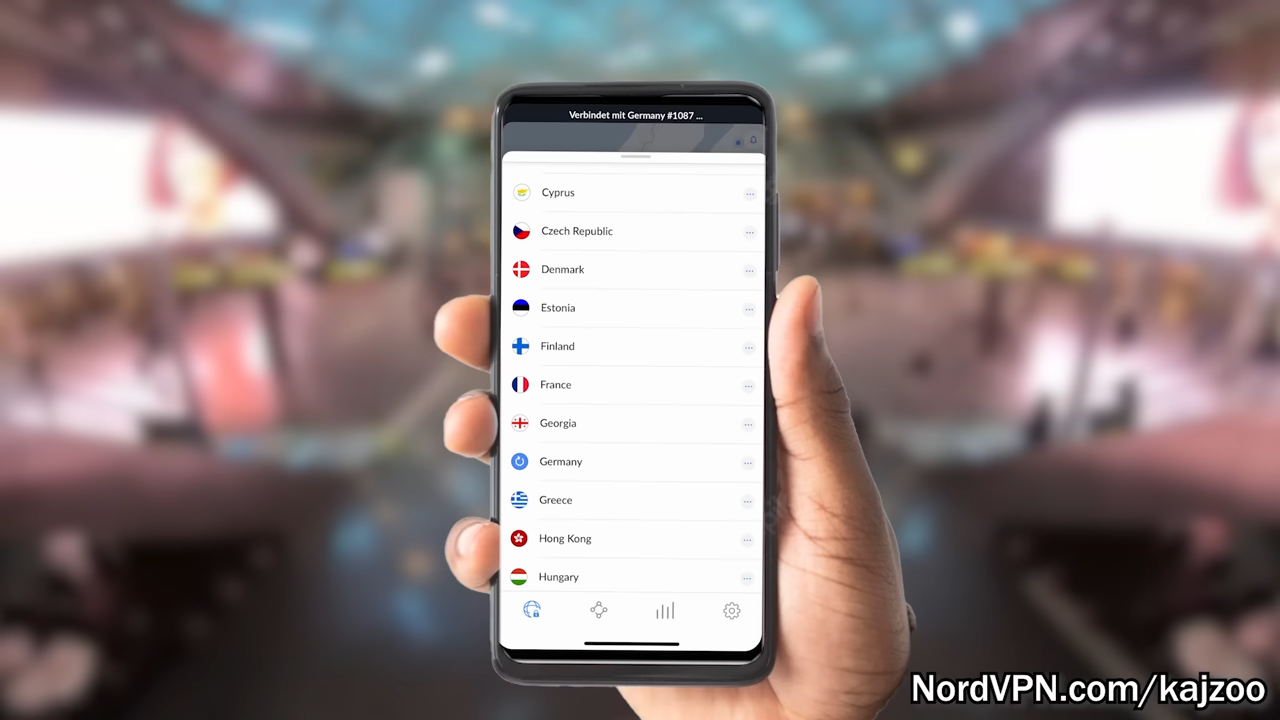 Verbindet mit Germany #1087 ...
Cyprus
Czech Republic
Denmark
Estonia
Finland
France
Georgia
Germany
Greece
Hong Kong
Hungary
NordVPN.com/kajzoo